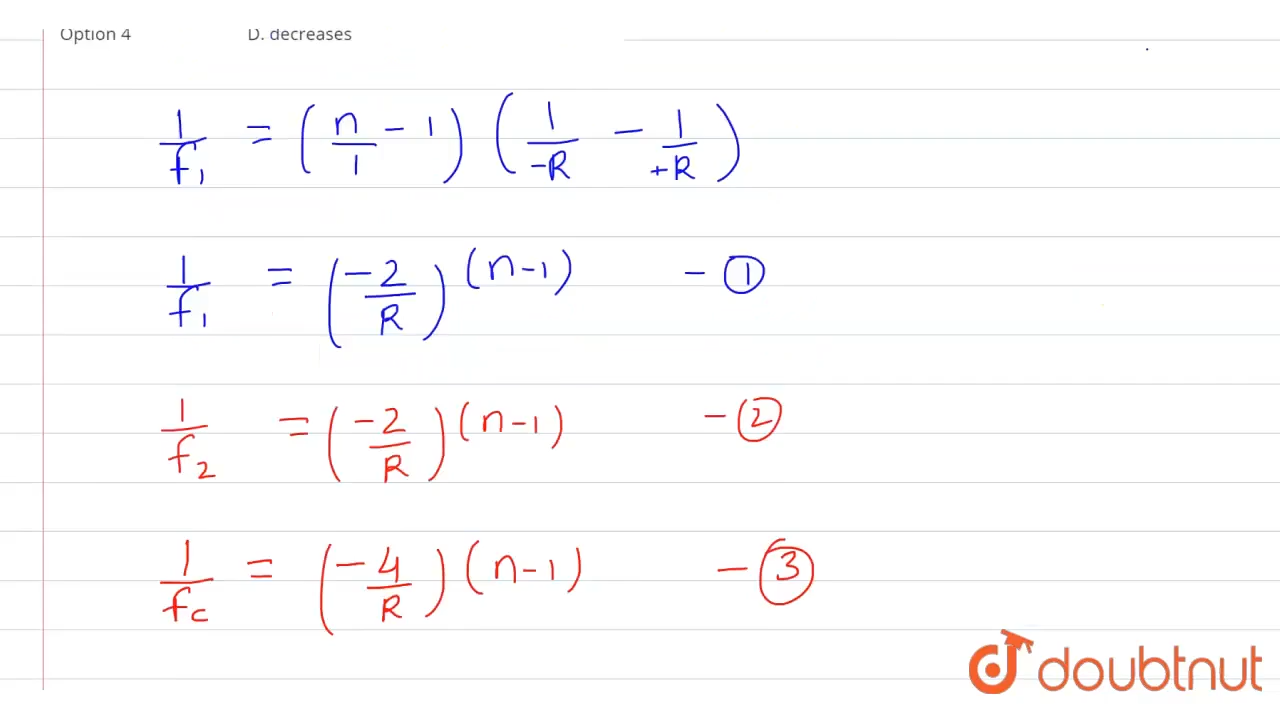 Option 4 D. decreases
1/f₁ = (n/1 - 1) (1/-R - 1/+R)
1/f₁ = (-2/R) (n-1) - ①
1/f₂ = (-2/R) (n-1) - ②
1/fc = (-4/R) (n-1) - ③
doubtnut